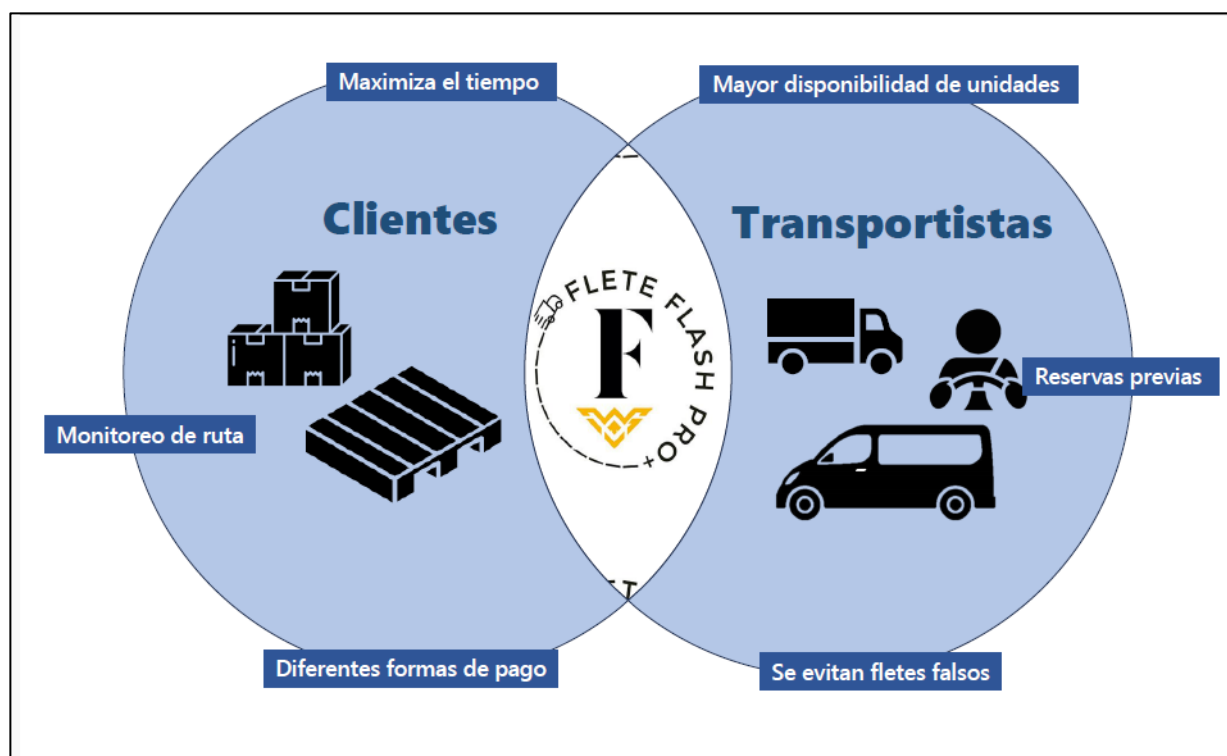 Maximiza el tiempo
Mayor disponibilidad de unidades
Clientes
Transportistas
FLETE FLASH PRO+
F
Reservas previas
Monitoreo de ruta
Diferentes formas de pago
Se evitan fletes falsos